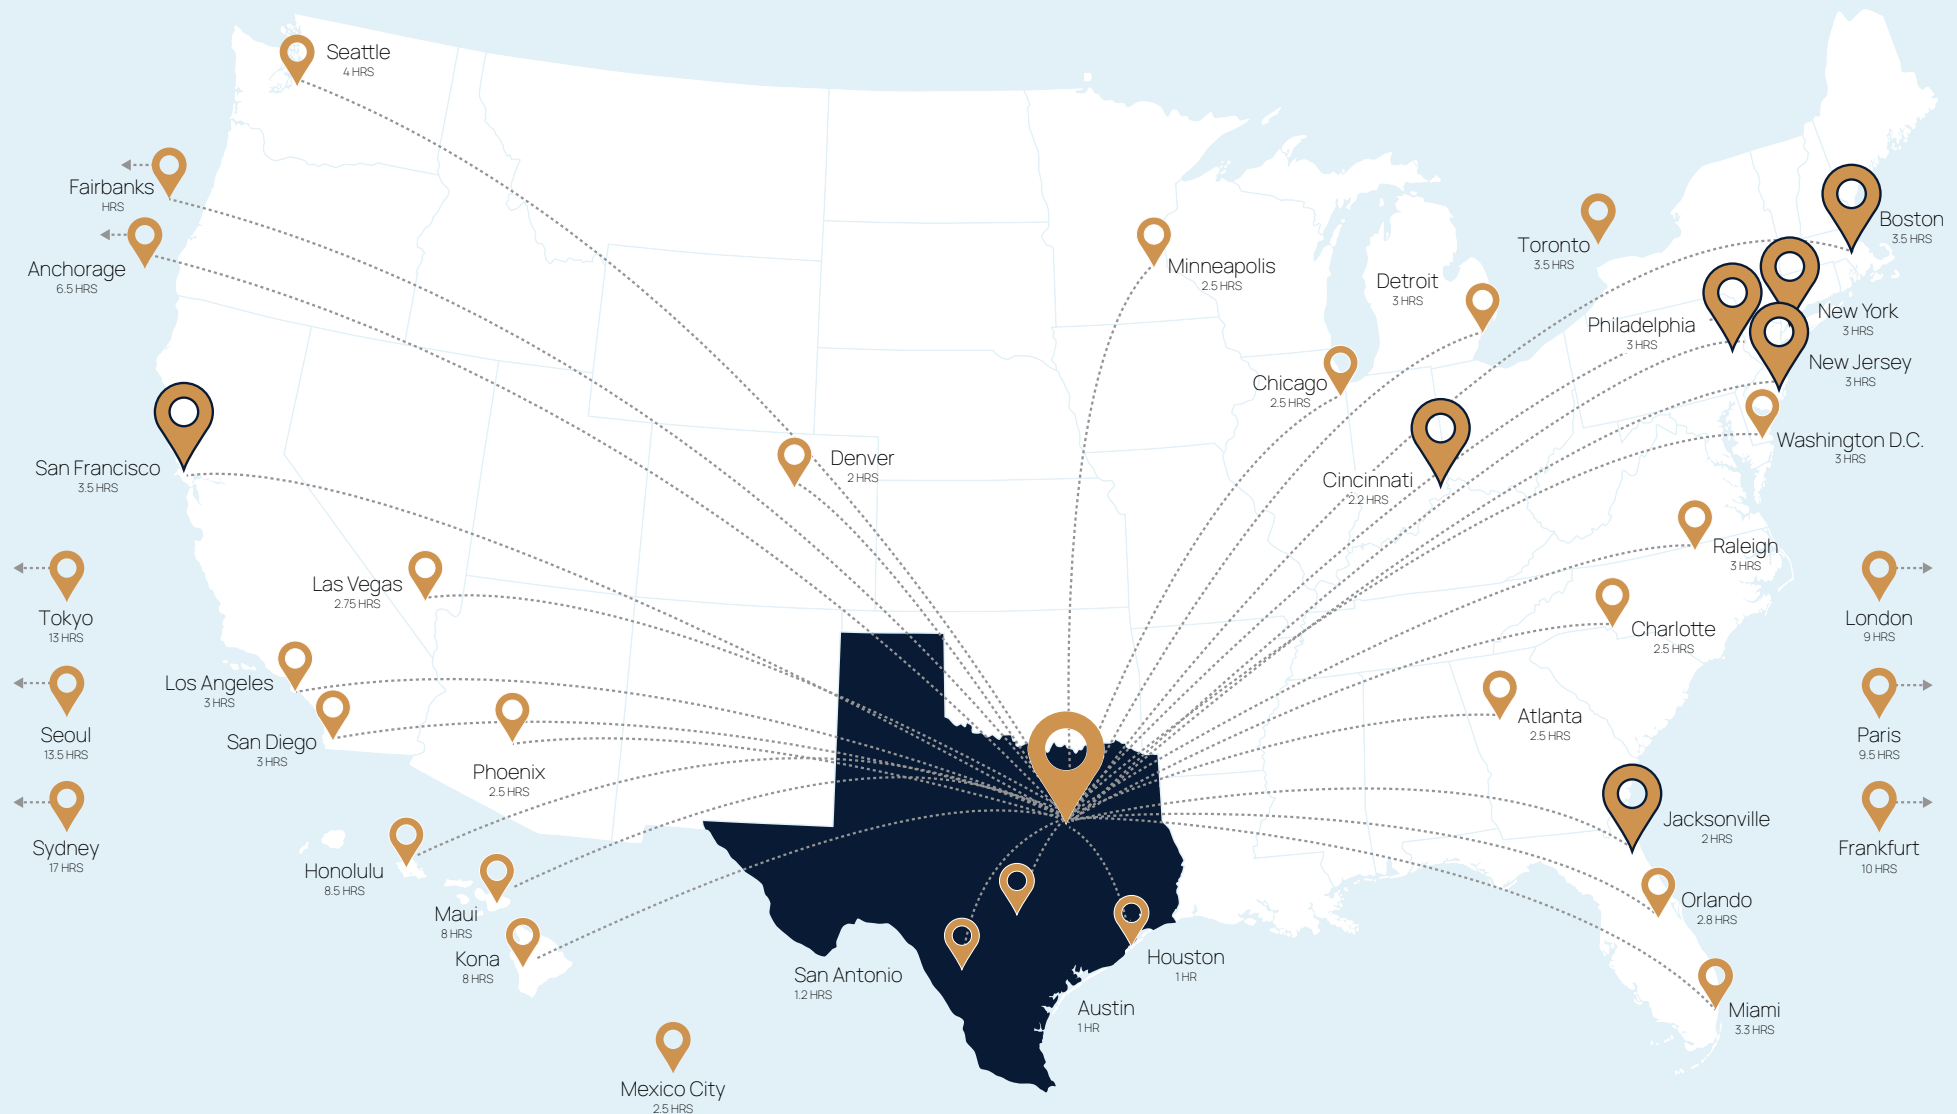 Seattle
4 HRS
Fairbanks
HRS
Anchorage
6.5 HRS
Boston
3.5 HRS
Toronto
3.5 HRS
Minneapolis
2.5 HRS
Detroit
3 HRS
New York
3 HRS
Philadelphia
3 HRS
New Jersey
3 HRS
Chicago
2.5 HRS
Washington D.C.
3 HRS
San Francisco
3.5 HRS
Denver
2 HRS
Cincinnati
2.2 HRS
Raleigh
3 HRS
Las Vegas
2.75 HRS
Tokyo
13 HRS
London
9 HRS
Charlotte
2.5 HRS
Los Angeles
3 HRS
Atlanta
2.5 HRS
Seoul
13.5 HRS
San Diego
3 HRS
Paris
9.5 HRS
Phoenix
2.5 HRS
Jacksonville
2 HRS
Sydney
17 HRS
Frankfurt
10 HRS
Honolulu
8.5 HRS
Orlando
2.8 HRS
Maui
8 HRS
Kona
8 HRS
Houston
1 HR
San Antonio
1.2 HRS
Austin
1 HR
Miami
3.3 HRS
Mexico City
2.5 HRS